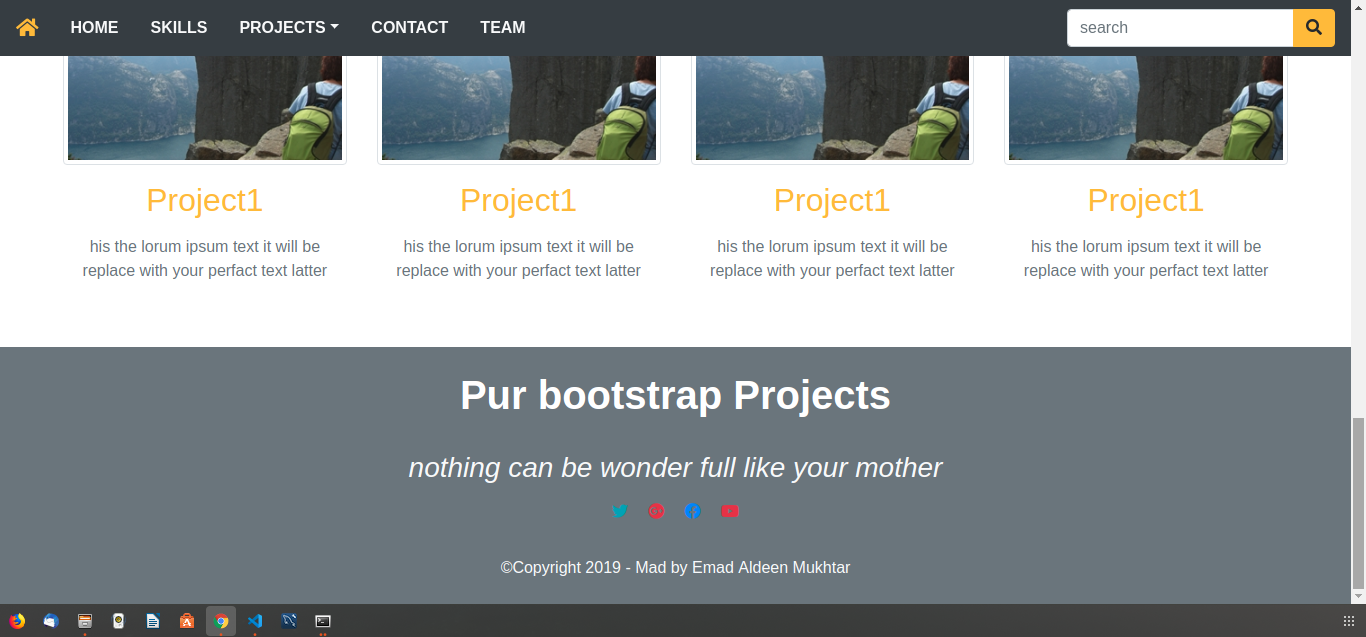 HOME SKILLS PROJECTS CONTACT TEAM search
Project1 Project1 Project1 Project1
his the lorum ipsum text it will be his the lorum ipsum text it will be his the lorum ipsum text it will be his the lorum ipsum text it will be
replace with your perfact text latter replace with your perfact text latter replace with your perfact text latter replace with your perfact text latter
Pur bootstrap Projects
nothing can be wonder full like your mother
©Copyright 2019 - Mad by Emad Aldeen Mukhtar